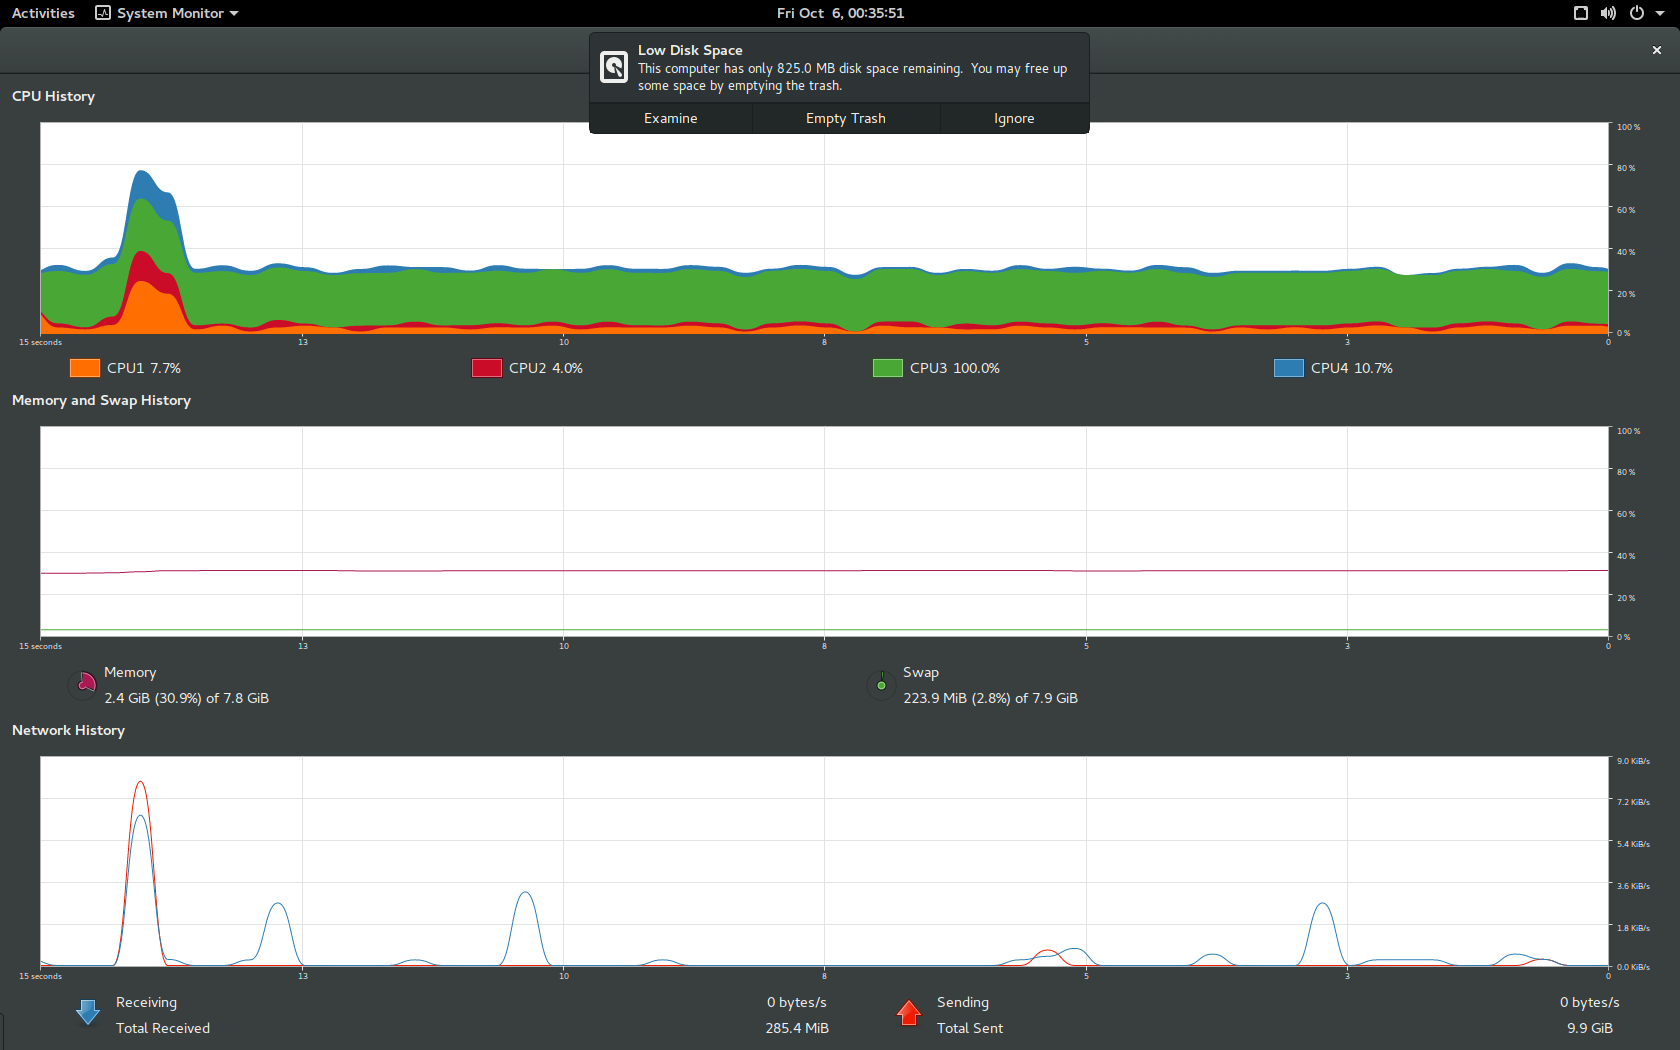 Activities System Monitor Fri Oct 6, 00:35:51
Low Disk Space
This computer has only 825.0 MB disk space remaining. You may free up
some space by emptying the trash.
Examine Empty Trash Ignore
CPU History
100 %
80 %
60 %
40 %
20 %
0 %
15 seconds 13 10 8 5 3 0
CPU1 7.7% CPU2 4.0% CPU3 100.0% CPU4 10.7%
Memory and Swap History
100 %
80 %
60 %
40 %
20 %
0 %
15 seconds 13 10 8 5 3 0
Memory Swap
2.4 GiB (30.9%) of 7.8 GiB 223.9 MiB (2.8%) of 7.9 GiB
Network History
9.0 KiB/s
7.2 KiB/s
5.4 KiB/s
3.6 KiB/s
1.8 KiB/s
0.0 KiB/s
15 seconds 13 10 8 5 3 0
Receiving 0 bytes/s Sending 0 bytes/s
Total Received 285.4 MiB Total Sent 9.9 GiB